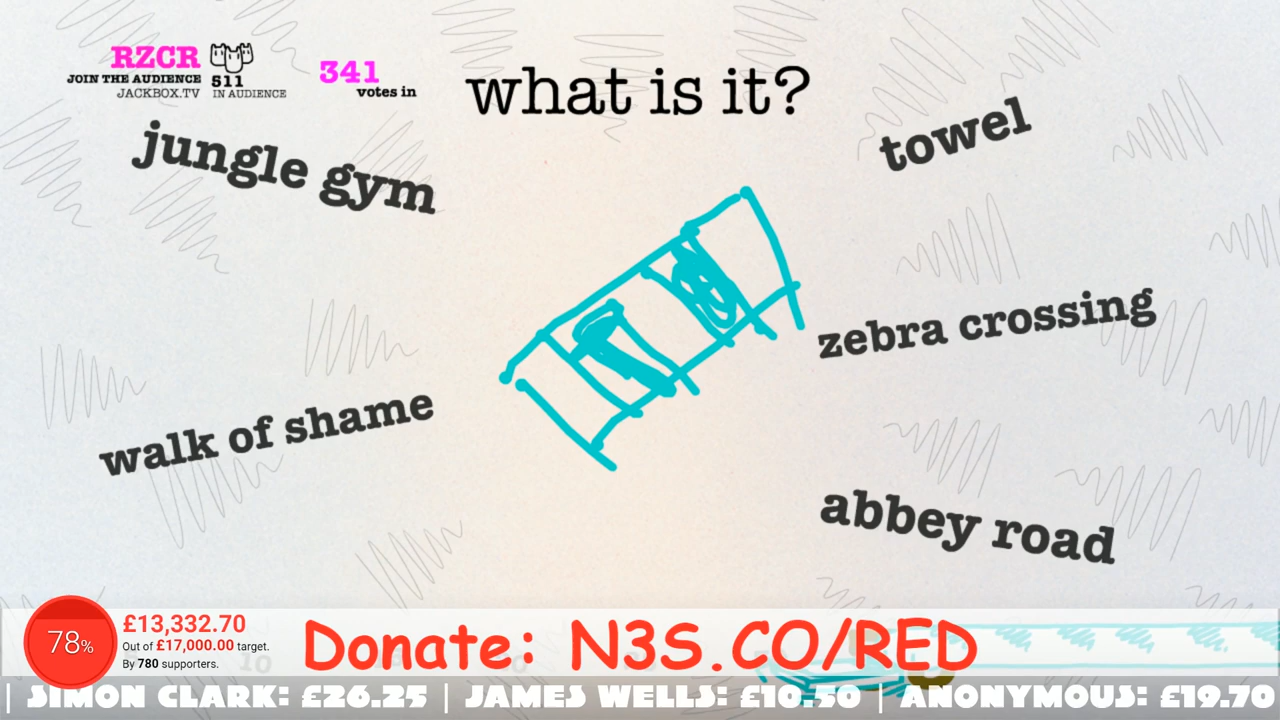 RZCR
JOIN THE AUDIENCE
JACKBOX.TV
511
IN AUDIENCE
341
votes in
what is it?
jungle gym
towel
zebra crossing
walk of shame
abbey road
78%
£13,332.70
Out of £17,000.00 target.
By 780 supporters.
Donate: N3S.CO/RED
| SIMON CLARK: £26.25 | JAMES WELLS: £10.50 | ANONYMOUS: £19.70